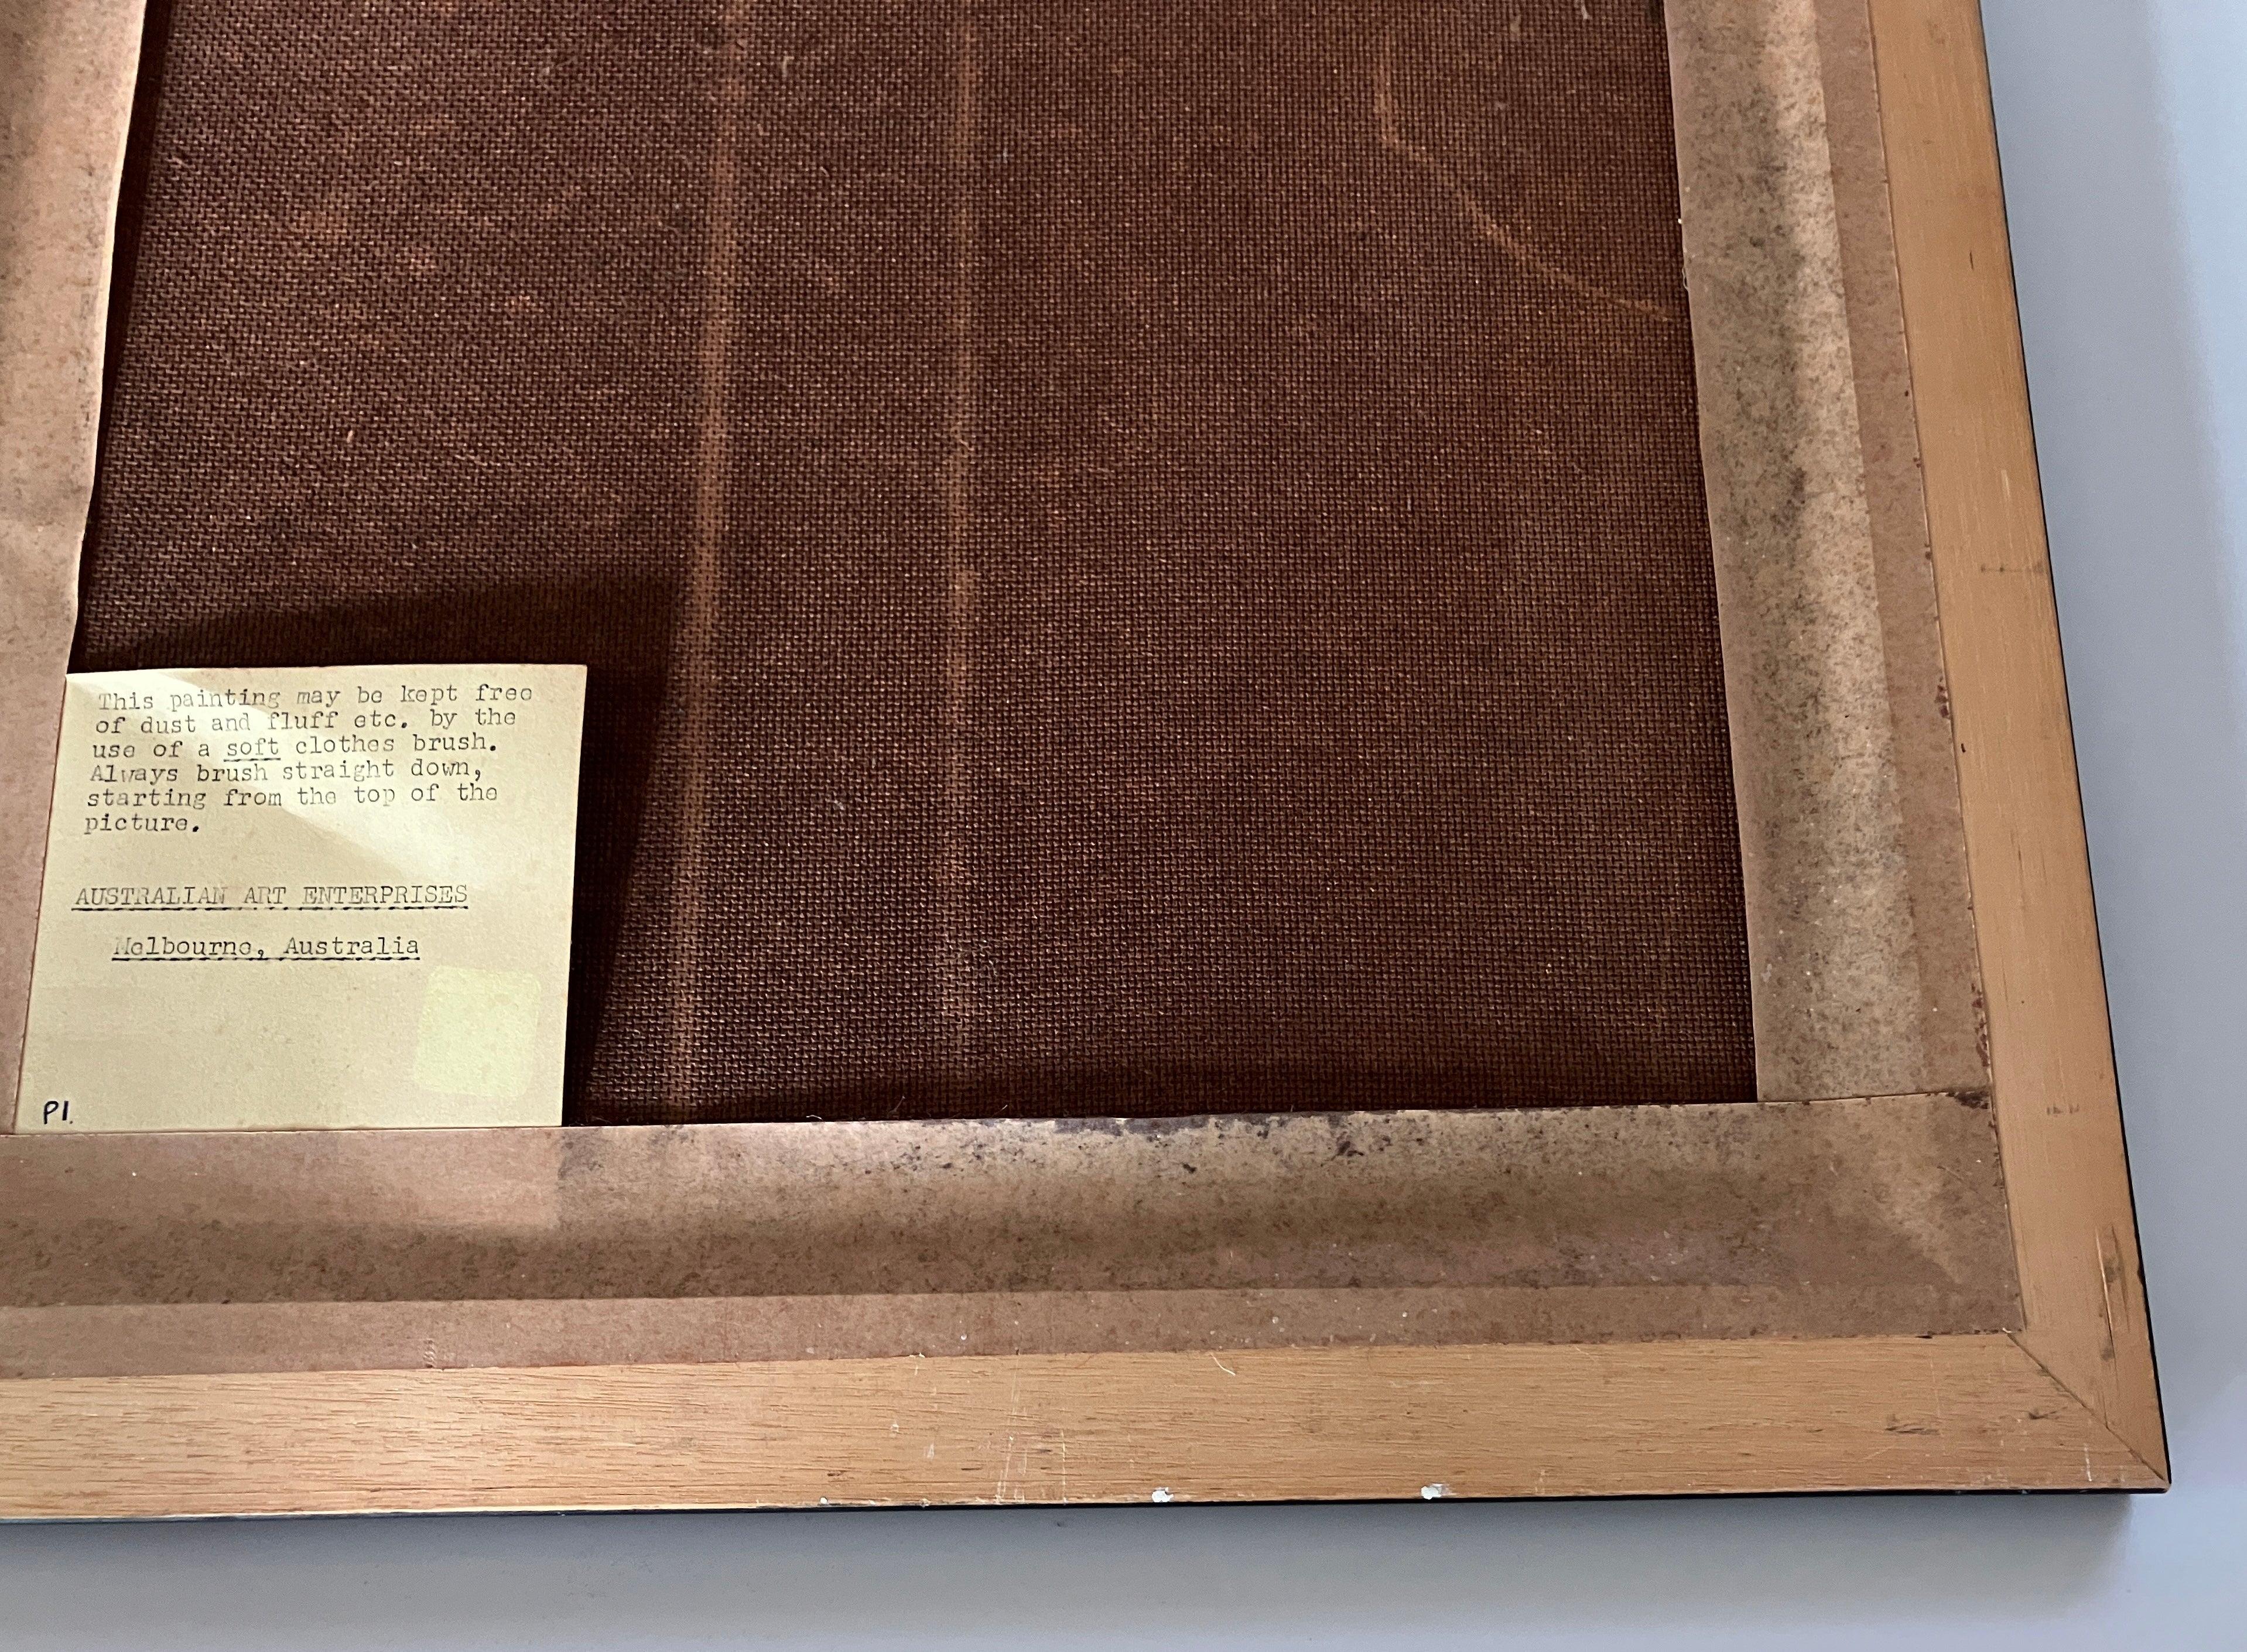 This painting may be kept free
of dust and fluff etc. by the
use of a soft clothes brush.
Always brush straight down,
starting from the top of the
picture.
AUSTRALIAN ART ENTERPRISES
Melbourne, Australia
P1.